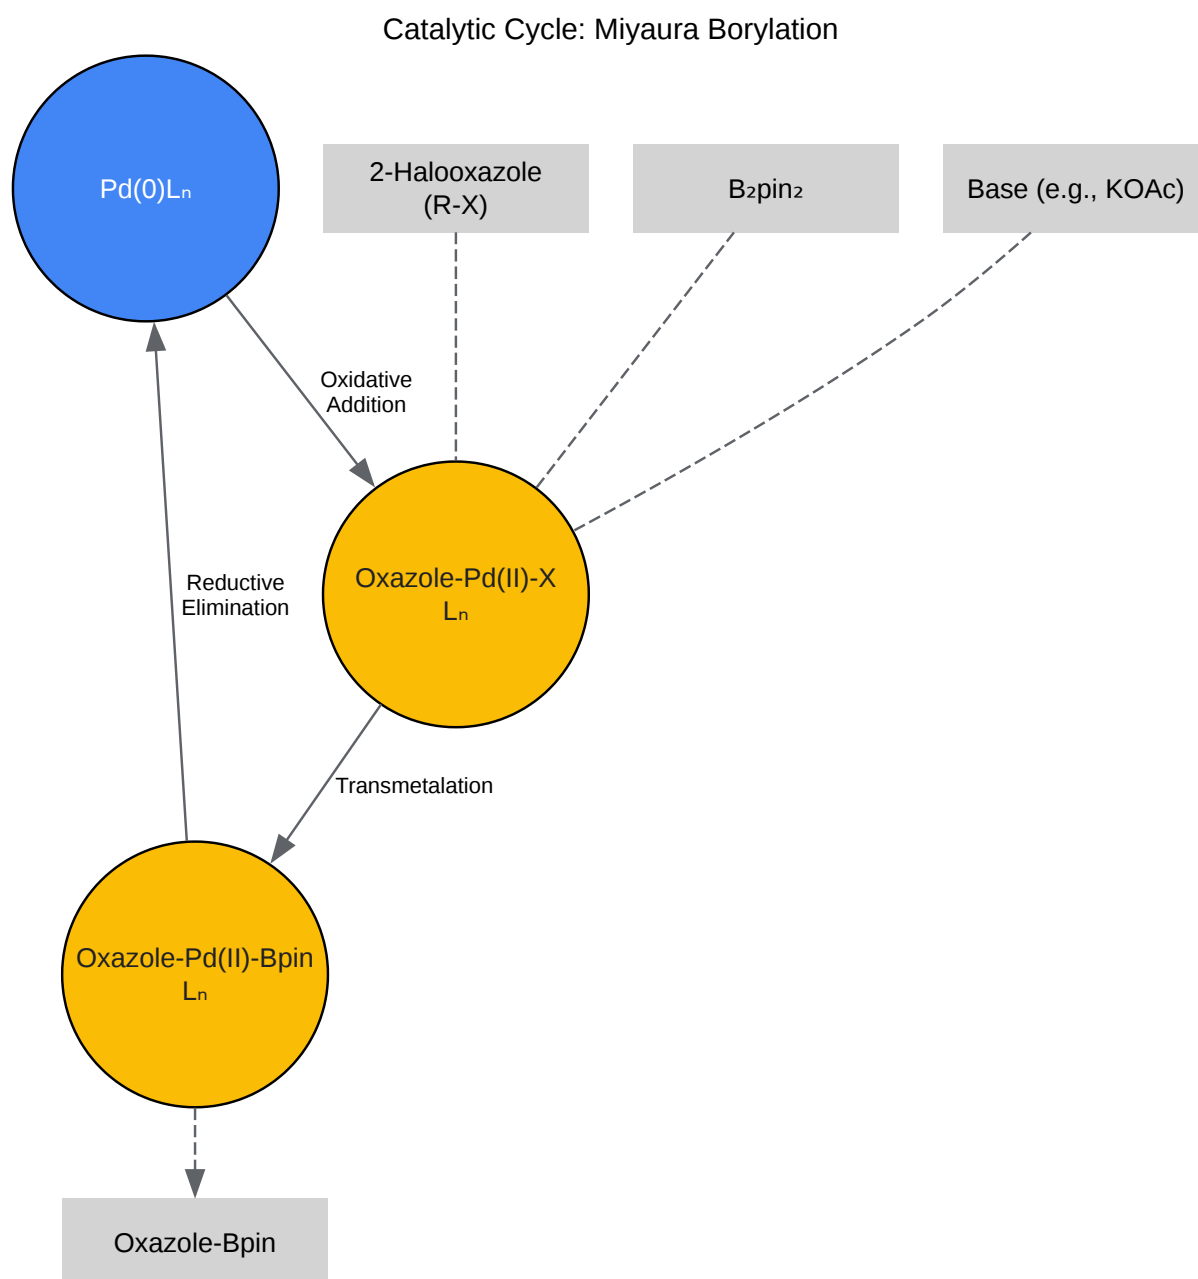 Catalytic Cycle: Miyaura Borylation
Pd(0)Lₙ
2-Halooxazole
(R-X)
B₂pin₂
Base (e.g., KOAc)
Oxidative
Addition
Reductive
Elimination
Oxazole-Pd(II)-X
Lₙ
Transmetalation
Oxazole-Pd(II)-Bpin
Lₙ
Oxazole-Bpin